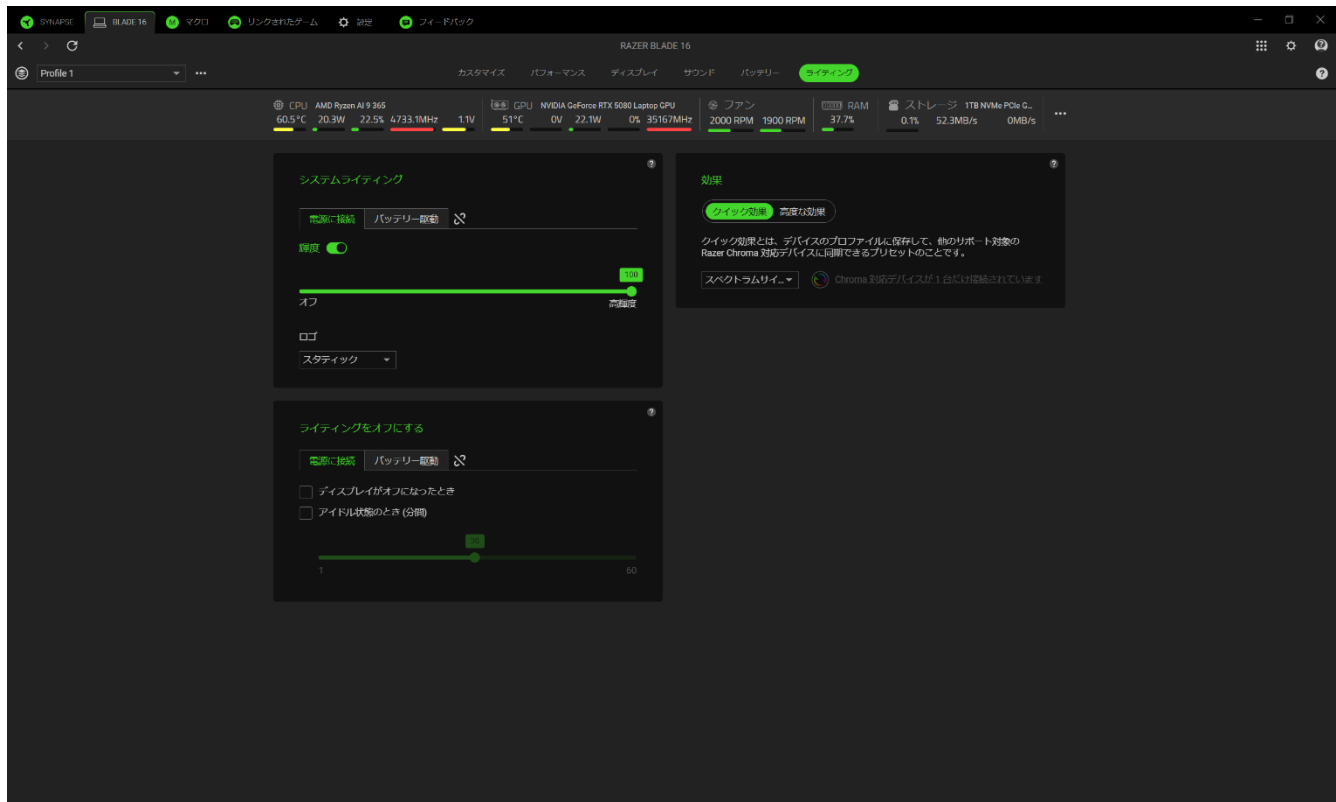 SYNAPSE BLADE 16 マクロ リンクされたゲーム 設定 フィードバック
RAZER BLADE 16
Profile 1 カスタマイズ パフォーマンス ディスプレイ サウンド バッテリー ライティング
CPU AMD Ryzen AI 9 365 GPU NVIDIA GeForce RTX 5080 Laptop GPU ファン RAM ストレージ 1TB NVMe PCIe G...
60.5°C 20.3W 22.5% 4733.1MHz 1.1V 51°C 0V 22.1W 0% 35167MHz 2000 RPM 1900 RPM 37.7% 0.1% 52.3MB/s 0MB/s
システムライティング
電源に接続 バッテリー駆動
輝度
100
オフ 高輝度
ロゴ
スタティック
ライティングをオフにする
電源に接続 バッテリー駆動
ディスプレイがオフになったとき
アイドル状態のとき (分間)
30
1 60
効果
クイック効果 高度な効果
クイック効果とは、デバイスのプロファイルに保存して、他のサポート対象の
Razer Chroma 対応デバイスに同期できるプリセットのことです。
スペクトラムサイ... Chroma 対応デバイスが 1 台だけ接続されています